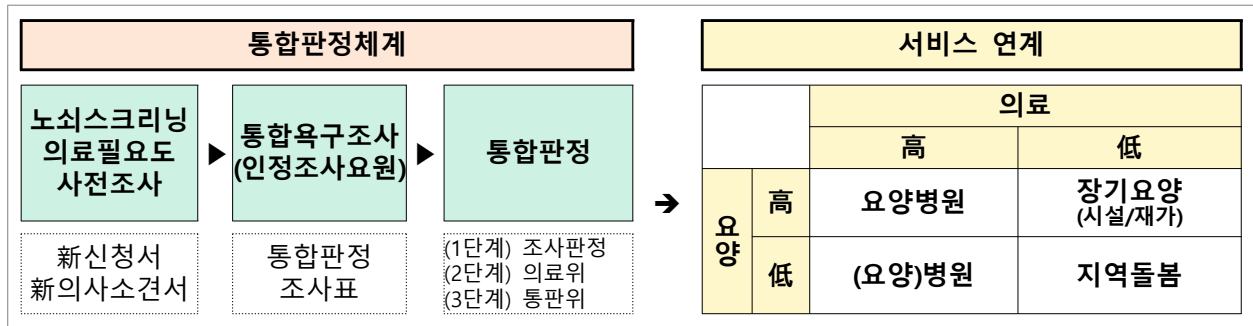 통합판정체계
노쇠스크리닝
의료필요도
사전조사
▶
통합욕구조사
(인정조사요원)
▶
통합판정
新신청서
新의사소견서
통합판정
조사표
(1단계) 조사판정
(2단계) 의료위
(3단계) 통판위
➔
서비스 연계
의료
高
低
요양
高
요양병원
장기요양
(시설/재가)
低
(요양)병원
지역돌봄